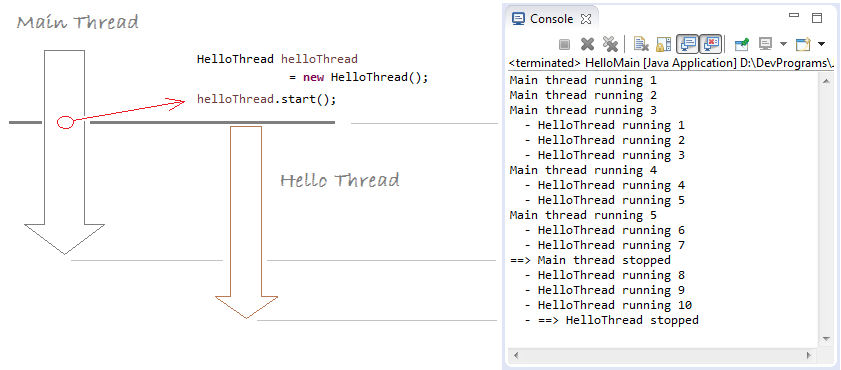 Main Thread
HelloThread helloThread
= new HelloThread();
helloThread.start();
Hello Thread
Console
<terminated> HelloMain [Java Application] D:\DevPrograms\.
Main thread running 1
Main thread running 2
Main thread running 3
- HelloThread running 1
- HelloThread running 2
- HelloThread running 3
Main thread running 4
- HelloThread running 4
- HelloThread running 5
Main thread running 5
- HelloThread running 6
- HelloThread running 7
==> Main thread stopped
- HelloThread running 8
- HelloThread running 9
- HelloThread running 10
- ==> HelloThread stopped